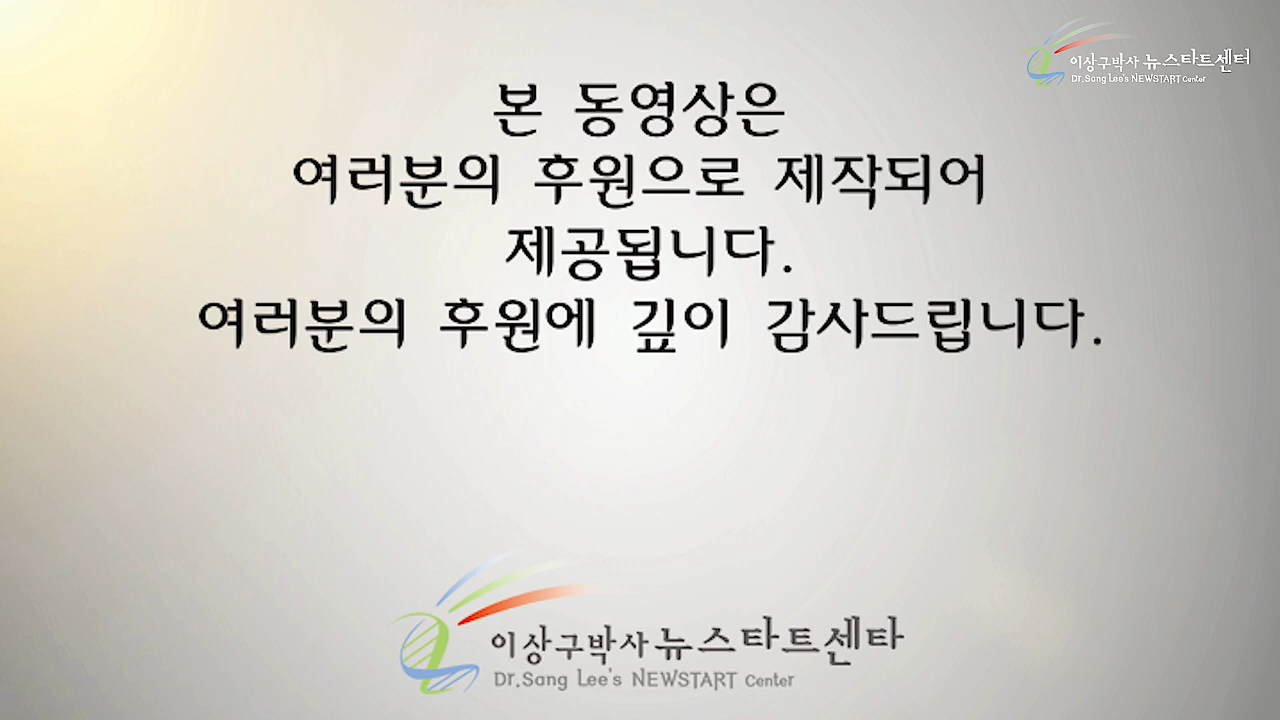 이상구박사 뉴스타트센터
Dr.Sang Lee's NEWSTART Center
본 동영상은
여러분의 후원으로 제작되어
제공됩니다.
여러분의 후원에 깊이 감사드립니다.
이상구박사 뉴스타트센타
Dr.Sang Lee's NEWSTART Center